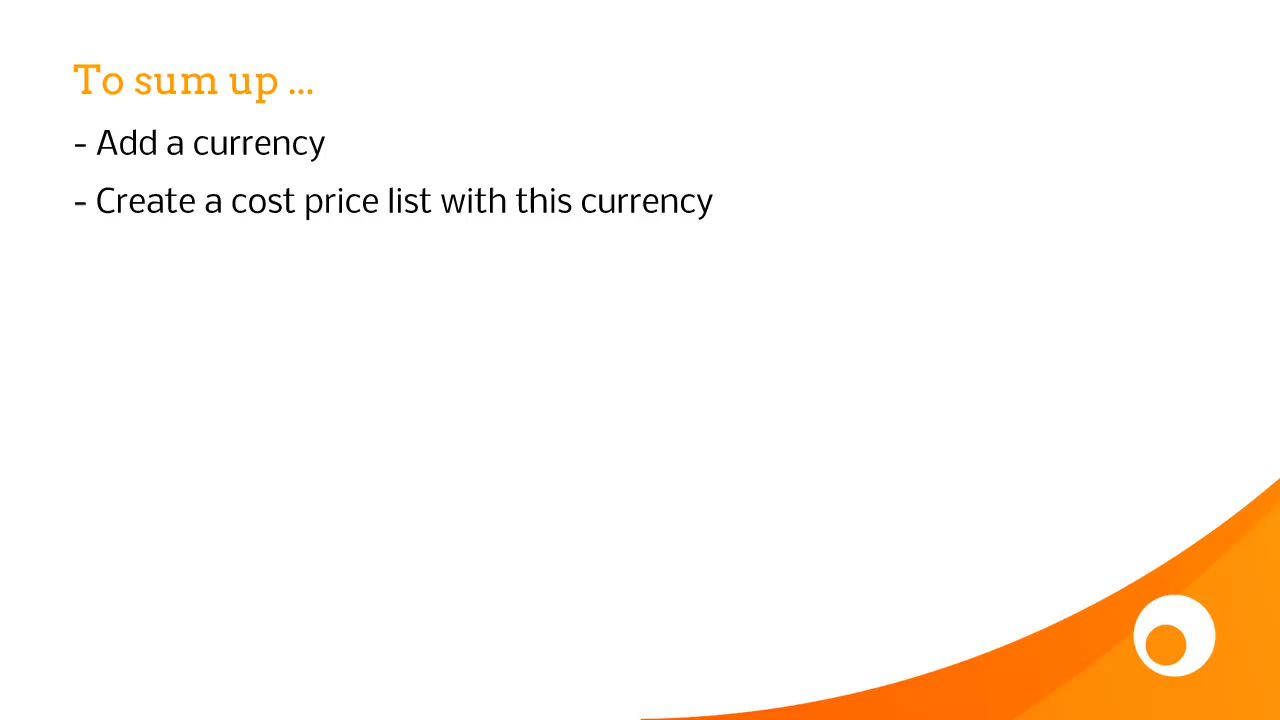 To sum up ...
- Add a currency
- Create a cost price list with this currency